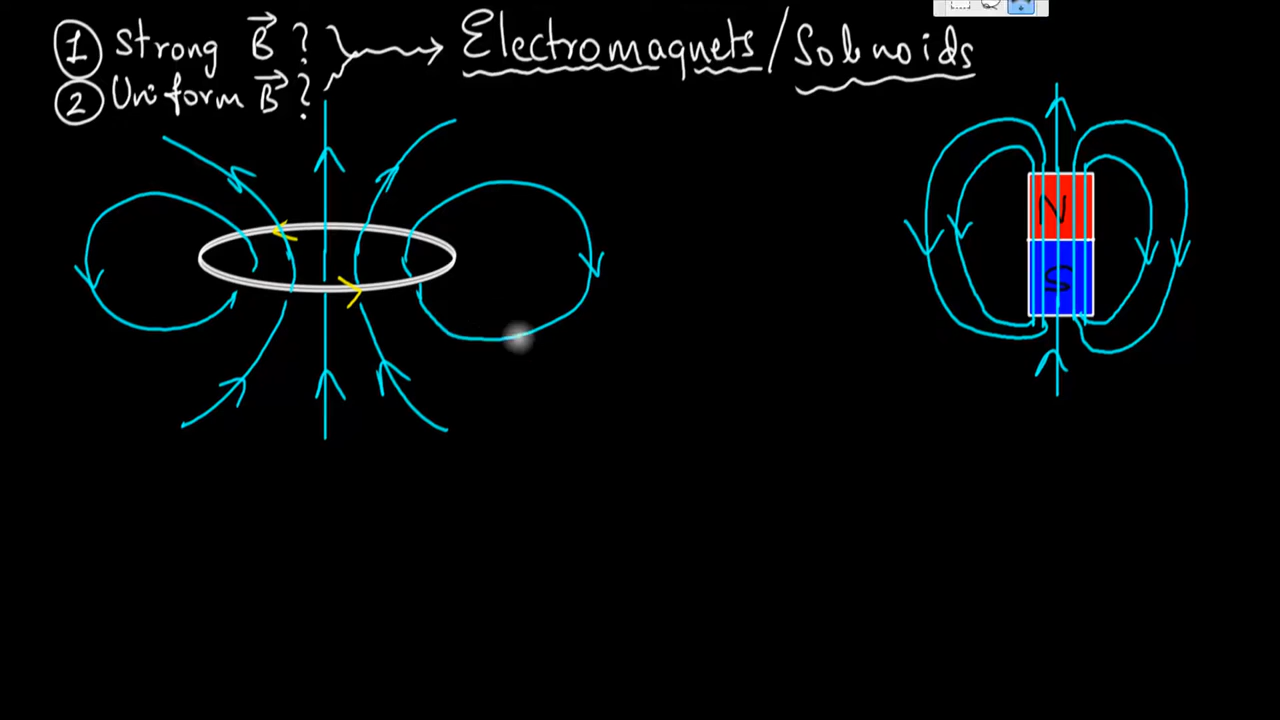 ① Strong B⃗ ? → Electromagnets/Solenoids
② Uniform B⃗ ?
N
S